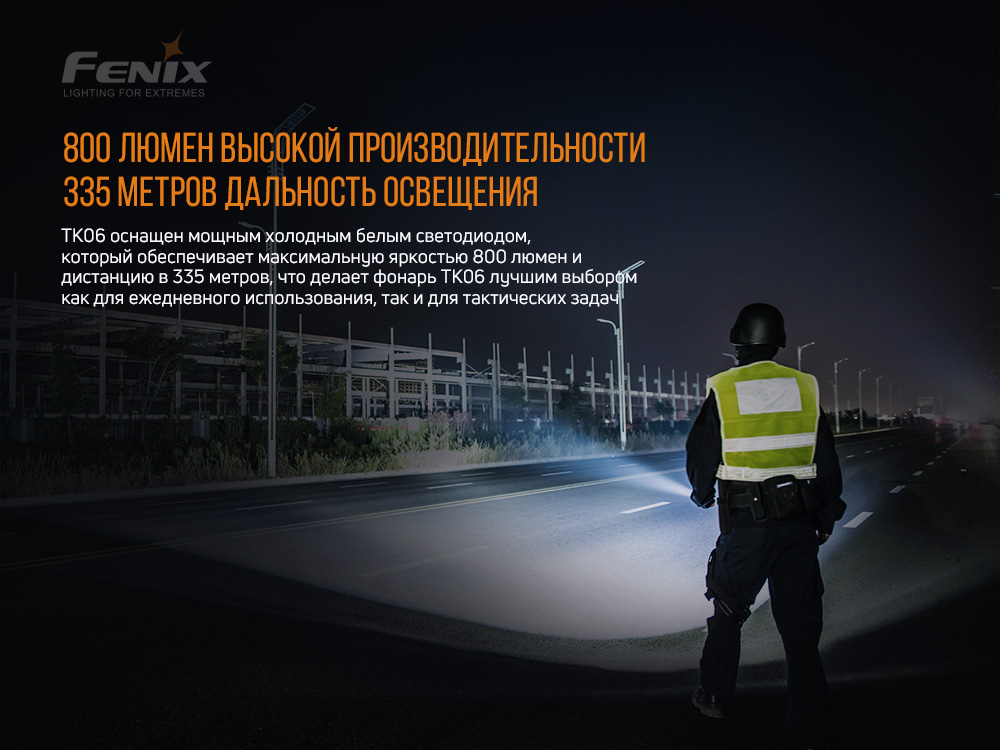 FENIX
LIGHTING FOR EXTREMES
800 ЛЮМЕН ВЫСОКОЙ ПРОИЗВОДИТЕЛЬНОСТИ
335 МЕТРОВ ДАЛЬНОСТЬ ОСВЕЩЕНИЯ
TK06 оснащен мощным холодным белым светодиодом,
который обеспечивает максимальную яркостью 800 люмен и
дистанцию в 335 метров, что делает фонарь TK06 лучшим выбором
как для ежедневного использования, так и для тактических задач